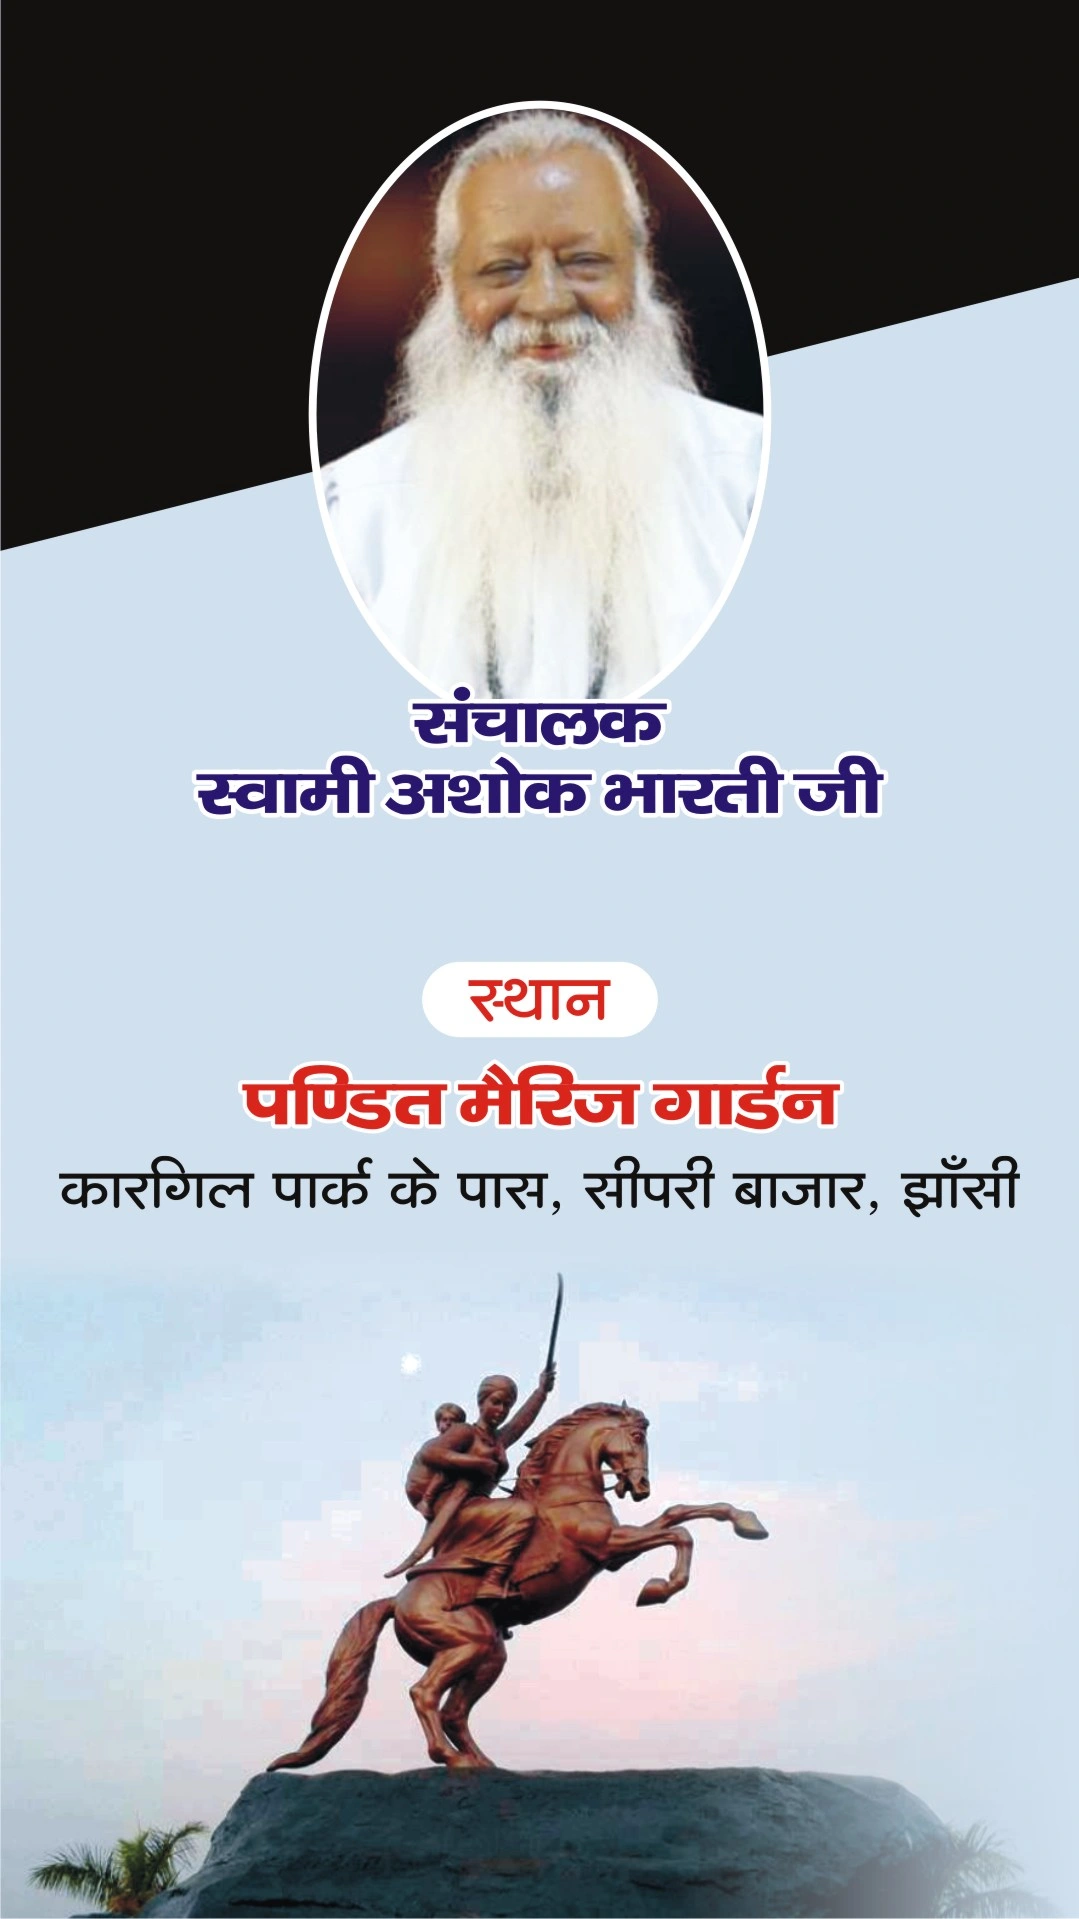 संचालक
स्वामी अशोक भारती जी
स्थान
पण्डित मैरिज गार्डन
कारगिल पार्क के पास, सीपरी बाजार, झाँसी